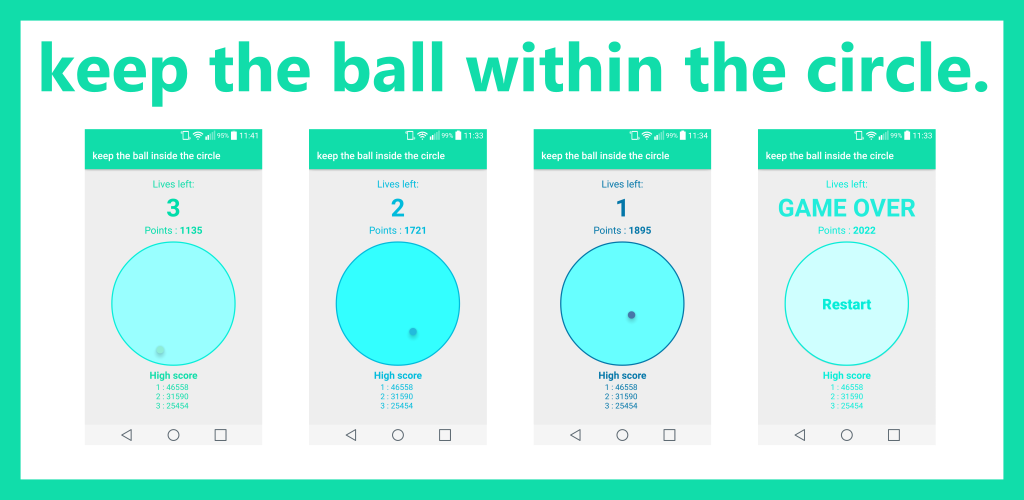 keep the ball within the circle.
95% 11:41
keep the ball inside the circle
Lives left:
3
Points : 1135
High score
1 : 46558
2 : 31590
3 : 25454
99% 11:33
keep the ball inside the circle
Lives left:
2
Points : 1721
High score
1 : 46558
2 : 31590
3 : 25454
99% 11:34
keep the ball inside the circle
Lives left:
1
Points : 1895
High score
1 : 46558
2 : 31590
3 : 25454
99% 11:33
keep the ball inside the circle
Lives left:
GAME OVER
Points : 2022
Restart
High score
1 : 46558
2 : 31590
3 : 25454